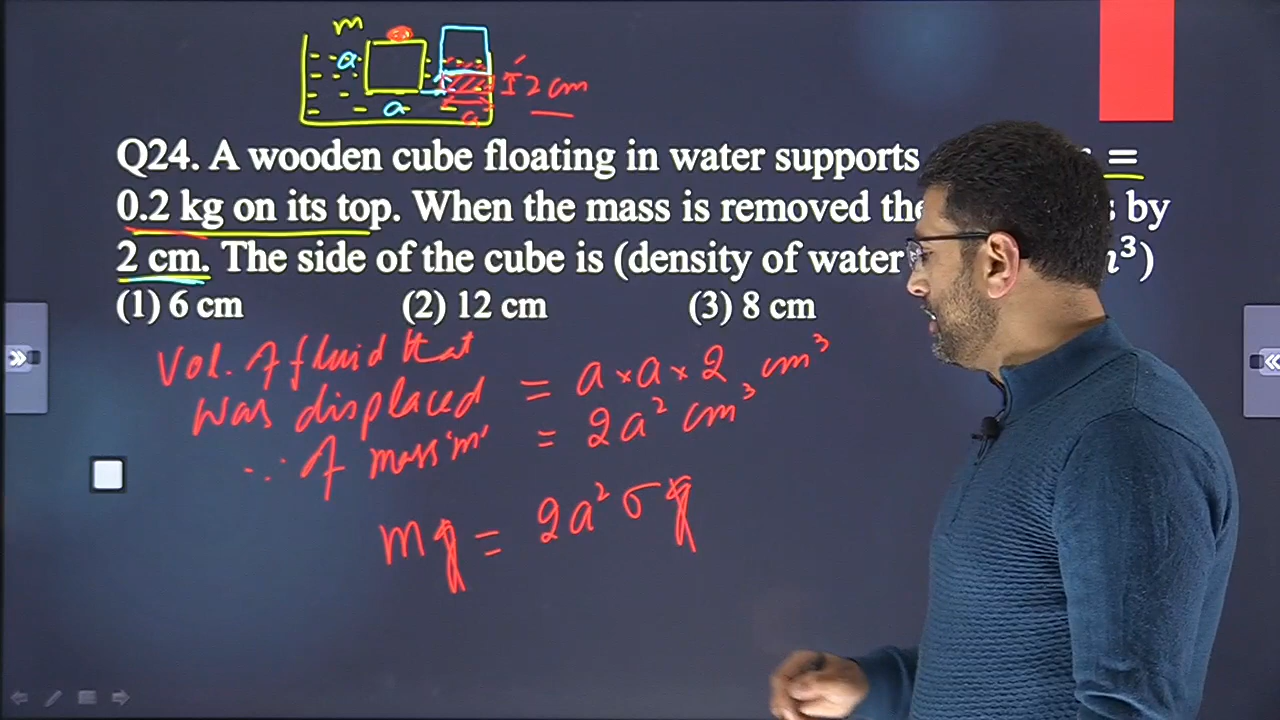 m
a
a
2 cm
a
Q24. A wooden cube floating in water supports =
0.2 kg on its top. When the mass is removed the by
2 cm. The side of the cube is (density of water m³)
(1) 6 cm (2) 12 cm (3) 8 cm
Vol. of fluid that
was displaced = a × a × 2 cm³
∵ of mass 'm' = 2a² cm³
mg = 2a² σ g